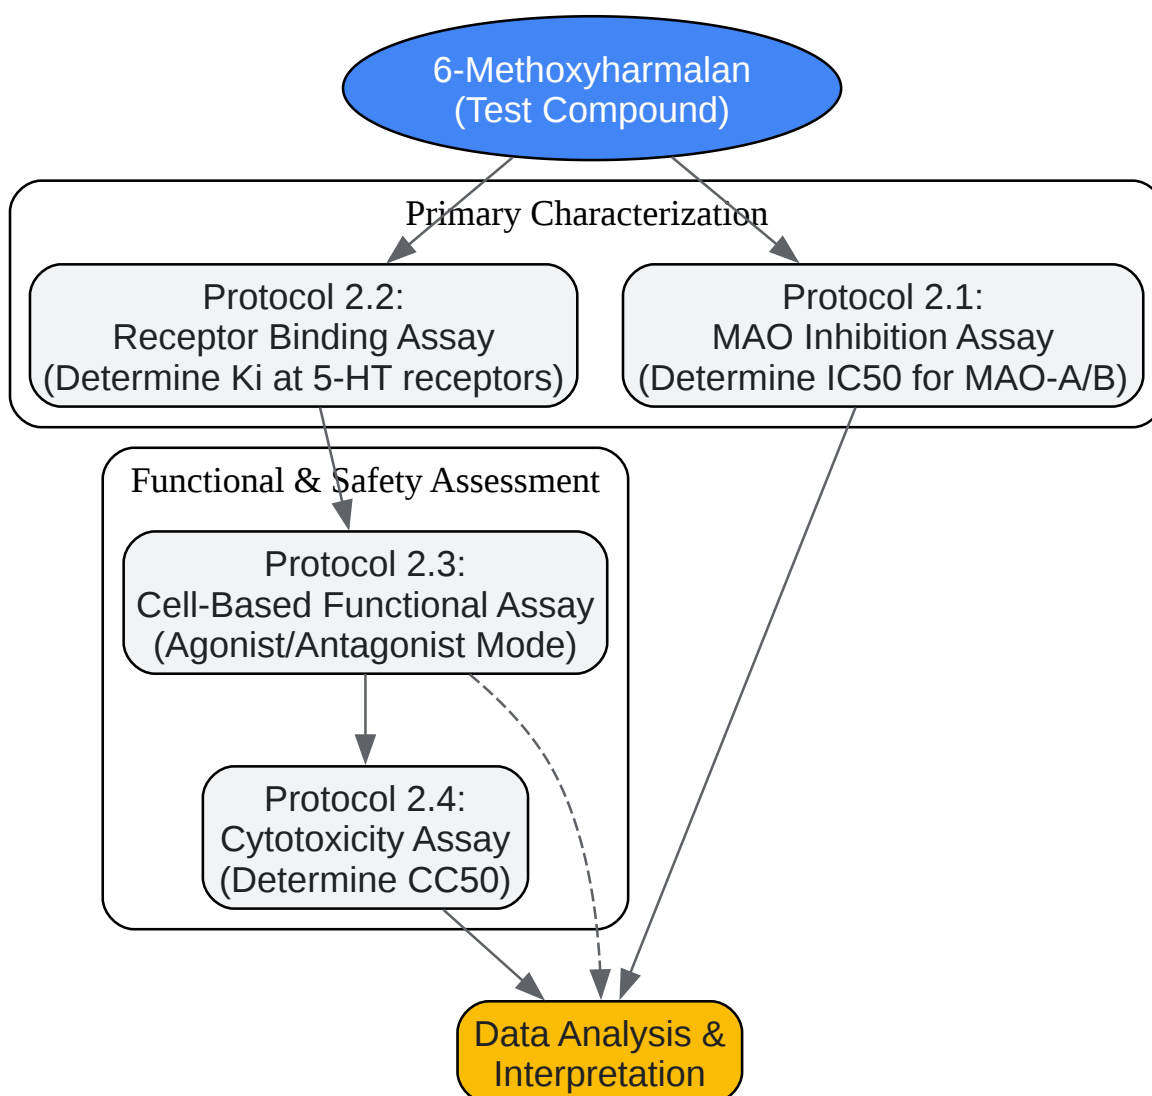 6-Methoxyharmalan
(Test Compound)
Primary Characterization
Protocol 2.2:
Receptor Binding Assay
(Determine Ki at 5-HT receptors)
Protocol 2.1:
MAO Inhibition Assay
(Determine IC50 for MAO-A/B)
Functional & Safety Assessment
Protocol 2.3:
Cell-Based Functional Assay
(Agonist/Antagonist Mode)
Protocol 2.4:
Cytotoxicity Assay
(Determine CC50)
Data Analysis &
Interpretation